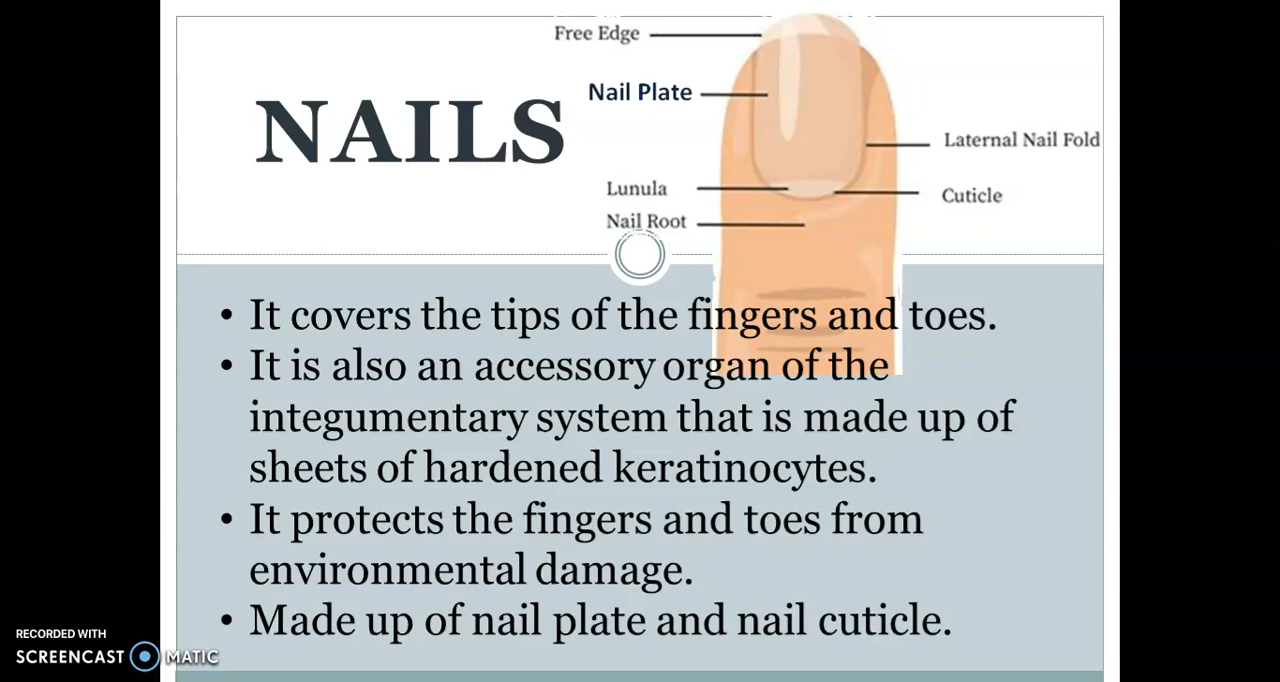 Free Edge
NAILS
Nail Plate
Laternal Nail Fold
Lunula
Cuticle
Nail Root
• It covers the tips of the fingers and toes.
• It is also an accessory organ of the
integumentary system that is made up of
sheets of hardened keratinocytes.
• It protects the fingers and toes from
environmental damage.
• Made up of nail plate and nail cuticle.
RECORDED WITH
SCREENCAST MATIC